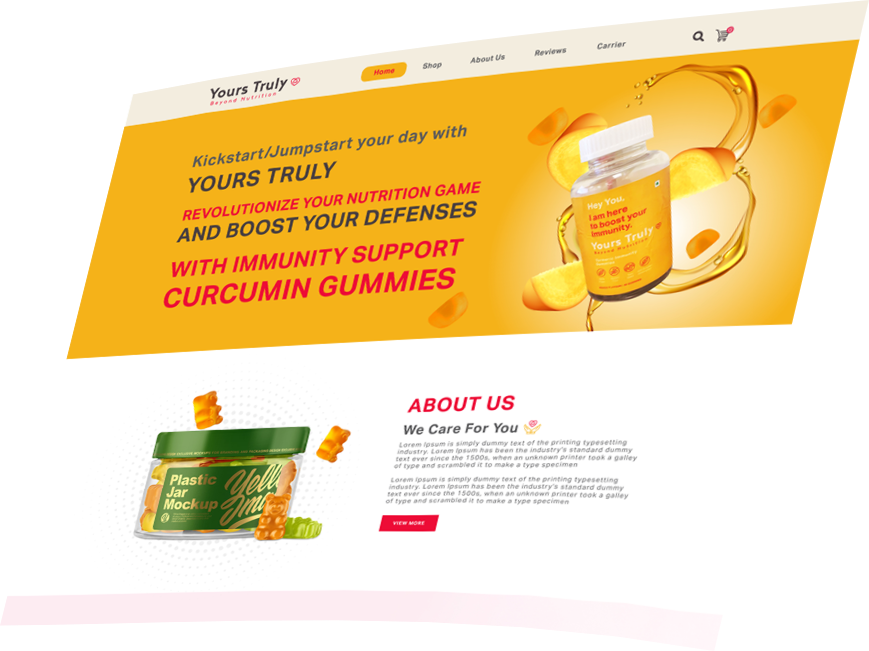 Yours Truly
Beyond Nutrition
Home
Shop
About Us
Reviews
Carrier
Kickstart/Jumpstart your day with
YOURS TRULY
REVOLUTIONIZE YOUR NUTRITION GAME
AND BOOST YOUR DEFENSES
WITH IMMUNITY SUPPORT
CURCUMIN GUMMIES
Hey You,
I am here
to boost your
immunity.
Yours Truly
Beyond Nutrition
Plastic
Jar
Mockup
ABOUT US
We Care For You
Lorem Ipsum is simply dummy text of the printing typesetting
industry. Lorem Ipsum has been the industry's standard dummy
text ever since the 1500s, when an unknown printer took a galley
of type and scrambled it to make a type specimen
Lorem Ipsum is simply dummy text of the printing typesetting
industry. Lorem Ipsum has been the industry's standard dummy
text ever since the 1500s, when an unknown printer took a galley
of type and scrambled it to make a type specimen
VIEW MORE